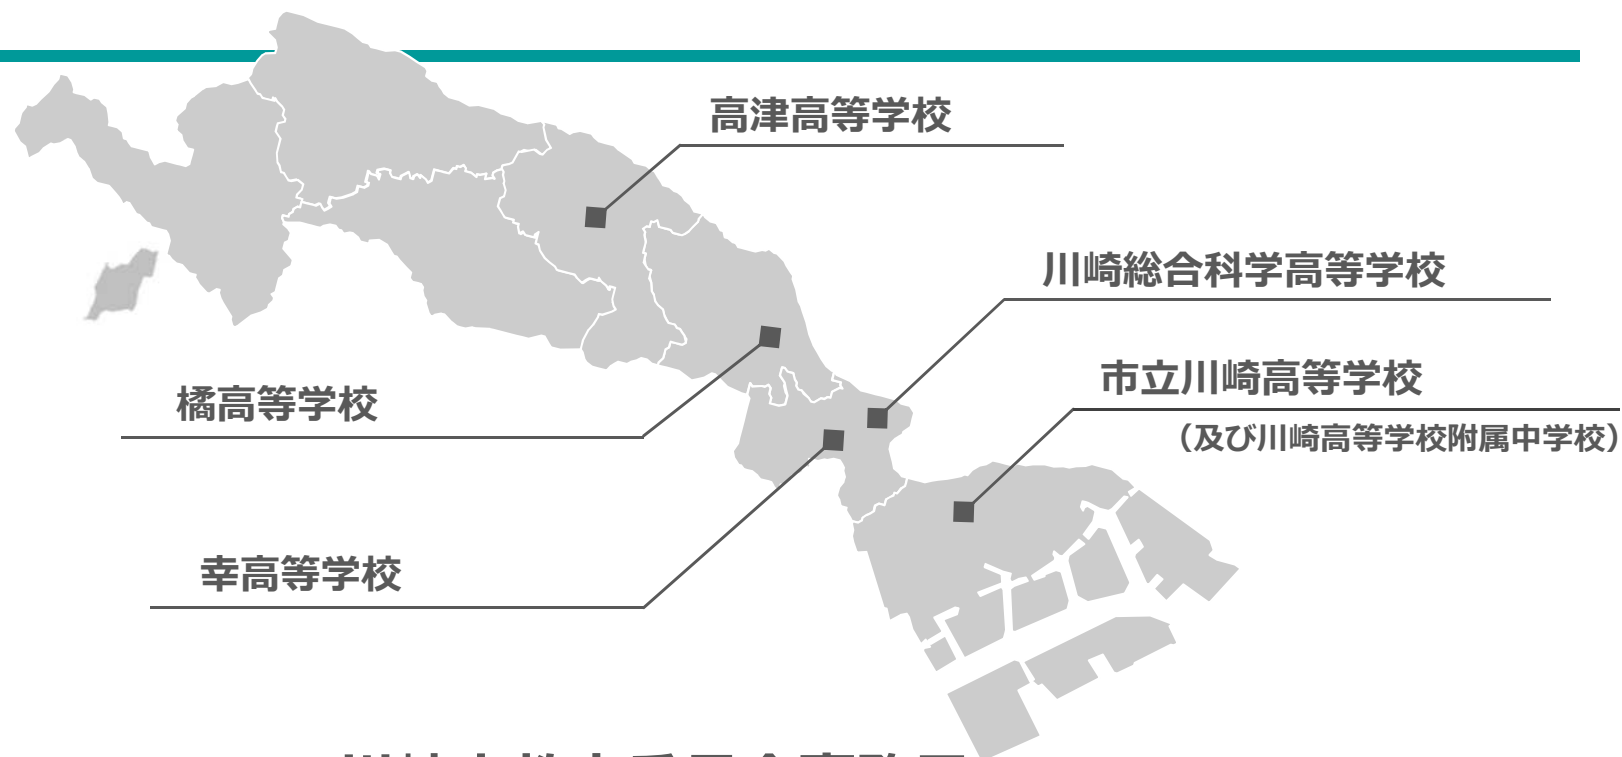 高津高等学校
川崎総合科学高等学校
市立川崎高等学校
（及び川崎高等学校附属中学校）
橘高等学校
幸高等学校